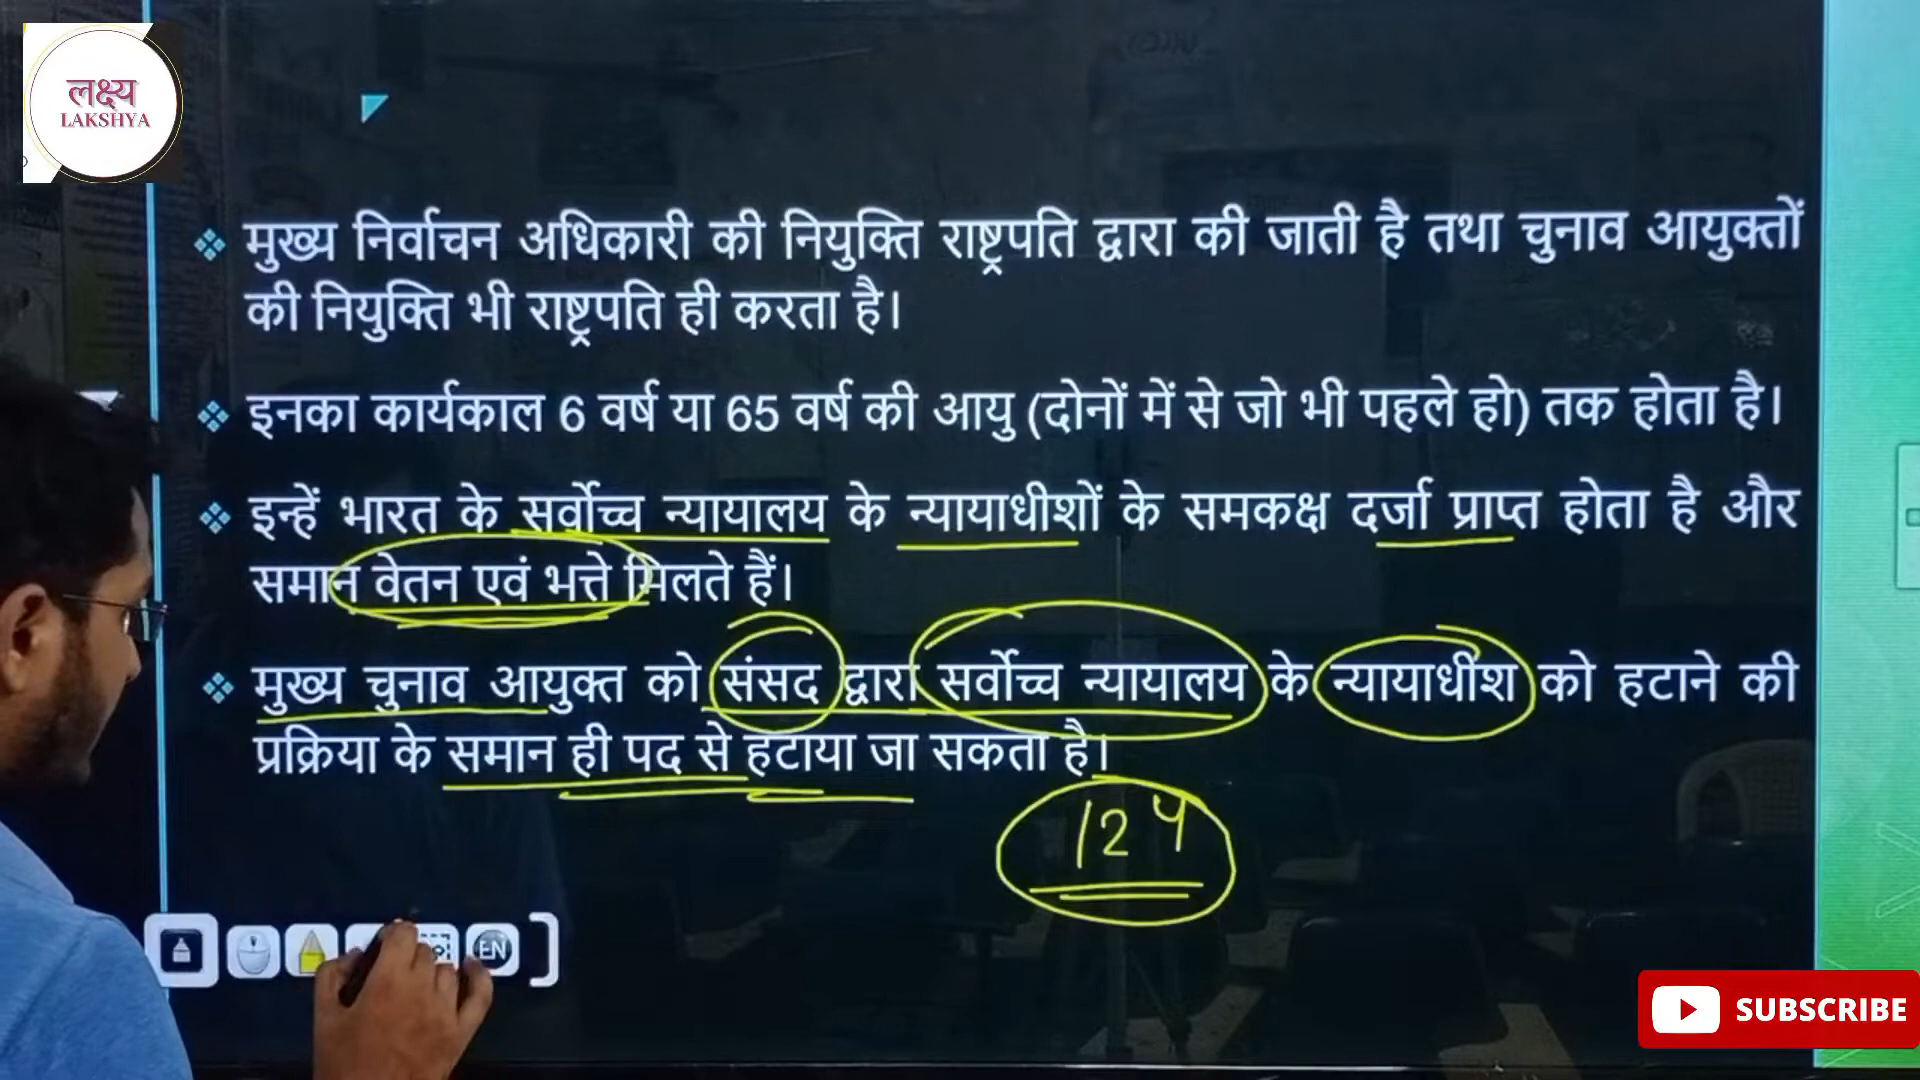 लक्ष्य
LAKSHYA
मुख्य निर्वाचन अधिकारी की नियुक्ति राष्ट्रपति द्वारा की जाती है तथा चुनाव आयुक्तों
की नियुक्ति भी राष्ट्रपति ही करता है।
इनका कार्यकाल 6 वर्ष या 65 वर्ष की आयु (दोनों में से जो भी पहले हो) तक होता है।
इन्हें भारत के सर्वोच्च न्यायालय के न्यायाधीशों के समकक्ष दर्जा प्राप्त होता है और
समान वेतन एवं भत्ते मिलते हैं।
मुख्य चुनाव आयुक्त को संसद द्वारा सर्वोच्च न्यायालय के न्यायाधीश को हटाने की
प्रक्रिया के समान ही पद से हटाया जा सकता है।
124
EN
SUBSCRIBE